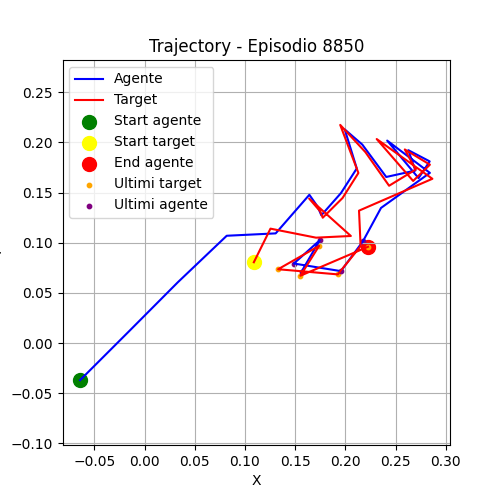 Trajectory - Episodio 8850
Agente
Target
Start agente
Start target
End agente
Ultimi target
Ultimi agente
0.25
0.20
0.15
0.10
0.05
0.00
−0.05
−0.10
−0.05
0.00
0.05
0.10
0.15
0.20
0.25
0.30
X